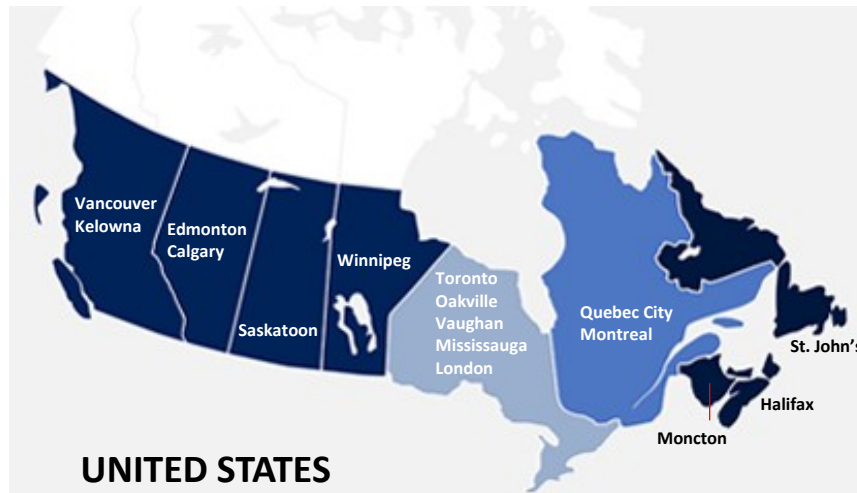 Vancouver
Kelowna
Edmonton
Calgary
Saskatoon
Winnipeg
Toronto
Oakville
Vaughan
Mississauga
London
Quebec City
Montreal
St. John's
Halifax
Moncton
UNITED STATES